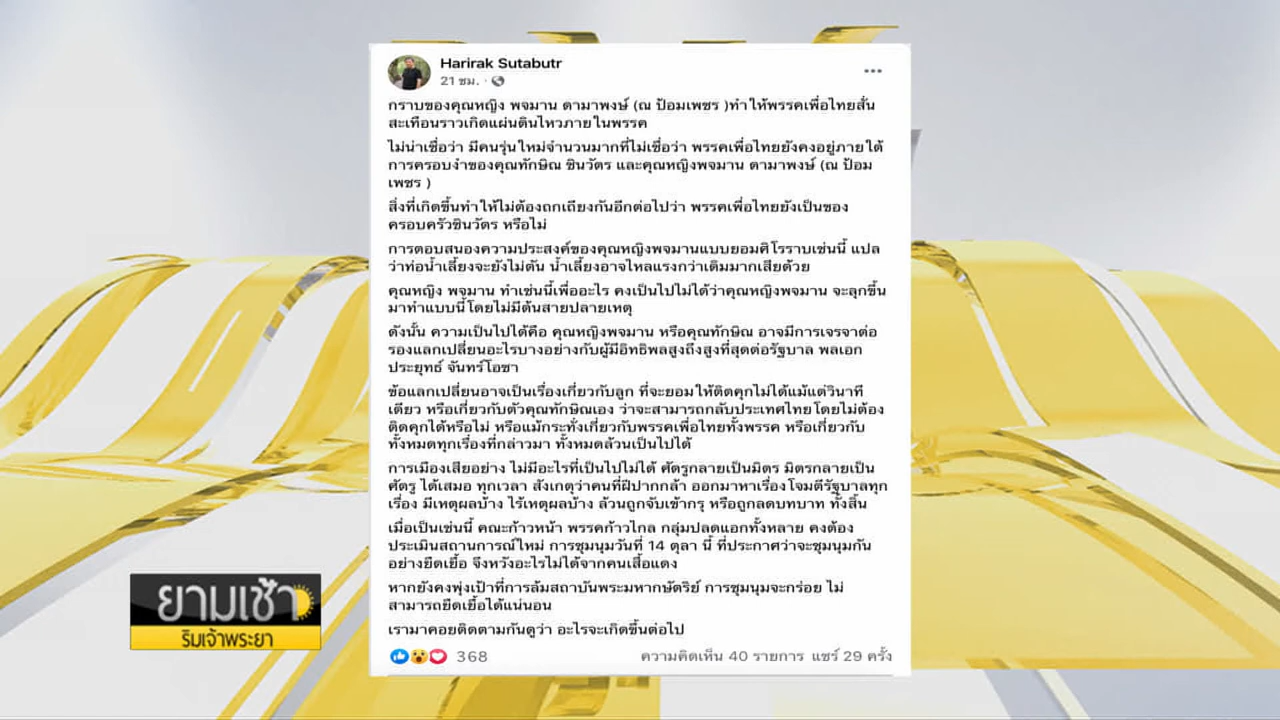 Harirak Sutabutr
21 ชม. ·
กราบของคุณหญิง พจมาน ดามาพงษ์ (ณ ป้อมเพชร )ทำให้พรรคเพื่อไทยสั่น
สะเทือนราวเกิดแผ่นดินไหวภายในพรรค
ไม่น่าเชื่อว่า มีคนรุ่นใหม่จำนวนมากที่ไม่เชื่อว่า พรรคเพื่อไทยยังคงอยู่ภายใต้
การครอบงำของคุณทักษิณ ชินวัตร และคุณหญิงพจมาน ดามาพงษ์ (ณ ป้อม
เพชร )
สิ่งที่เกิดขึ้นทำให้ไม่ต้องถกเถียงกันอีกต่อไปว่า พรรคเพื่อไทยยังเป็นของ
ครอบครัวชินวัตร หรือไม่
การตอบสนองความประสงค์ของคุณหญิงพจมานแบบยอมศิโรราบเช่นนี้ แปล
ว่าท่อน้ำเลี้ยงจะยังไม่ตัน น้ำเลี้ยงอาจไหลแรงกว่าเดิมมากเสียด้วย
คุณหญิง พจมาน ทำเช่นนี้เพื่ออะไร คงเป็นไปไม่ได้ว่าคุณหญิงพจมาน จะลุกขึ้น
มาทำแบบนี้โดยไม่มีต้นสายปลายเหตุ
ดังนั้น ความเป็นไปได้คือ คุณหญิงพจมาน หรือคุณทักษิณ อาจมีการเจรจาต่อ
รองแลกเปลี่ยนอะไรบางอย่างกับผู้มีอิทธิพลสูงถึงสูงที่สุดต่อรัฐบาล พลเอก
ประยุทธ์ จันทร์โอชา
ข้อแลกเปลี่ยนอาจเป็นเรื่องเกี่ยวกับลูก ที่จะยอมให้ติดคุกไม่ได้แม้แต่วินาที
เดียว หรือเกี่ยวกับตัวคุณทักษิณเอง ว่าจะสามารถกลับประเทศไทยโดยไม่ต้อง
ติดคุกได้หรือไม่ หรือแม้กระทั่งเกี่ยวกับพรรคเพื่อไทยทั้งพรรค หรือเกี่ยวกับ
ทั้งหมดทุกเรื่องที่กล่าวมา ทั้งหมดล้วนเป็นไปได้
การเมืองเสียอย่าง ไม่มีอะไรที่เป็นไปไม่ได้ ศัตรูกลายเป็นมิตร มิตรกลายเป็น
ศัตรู ได้เสมอ ทุกเวลา สังเกตุว่าคนที่ฝีปากกล้า ออกมาหาเรื่องโจมตีรัฐบาลทุก
เรื่อง มีเหตุผลบ้าง ไร้เหตุผลบ้าง ล้วนถูกจับเข้ากรุ หรือถูกลดบทบาท ทั้งสิ้น
เมื่อเป็นเช่นนี้ คณะก้าวหน้า พรรคก้าวไกล กลุ่มปลดแอกทั้งหลาย คงต้อง
ประเมินสถานการณ์ใหม่ การชุมนุมวันที่ 14 ตุลา นี้ ที่ประกาศว่าจะชุมนุมกัน
อย่างยืดเยื้อ จึงหวังอะไรไม่ได้จากคนเสื้อแดง
หากยังคงพุ่งเป้าที่การล้มสถาบันพระมหากษัตริย์ การชุมนุมจะกร่อย ไม่
สามารถยืดเยื้อได้แน่นอน
เรามาคอยติดตามกันดูว่า อะไรจะเกิดขึ้นต่อไป
368 ความคิดเห็น 40 รายการ แชร์ 29 ครั้ง
ยามเช้า
ริมเจ้าพระยา